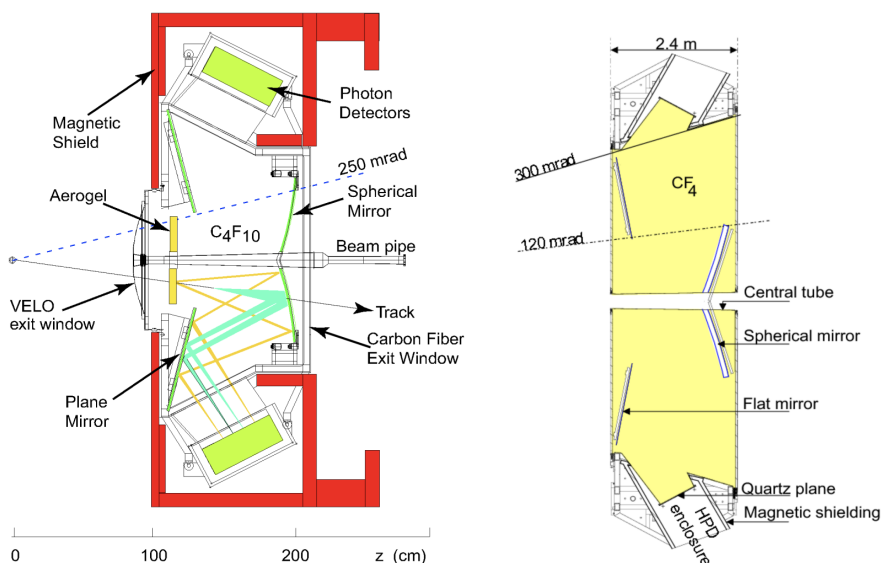 Magnetic
Shield
Aerogel
VELO
exit window
Plane
Mirror
Photon
Detectors
250 mrad
Spherical
Mirror
C4F10
Beam pipe
Track
Carbon Fiber
Exit Window
0
100
200
z (cm)
2.4 m
300 mrad
CF4
120 mrad
Central tube
Spherical mirror
Flat mirror
Quartz plane
Magnetic shielding
HPD
enclosure